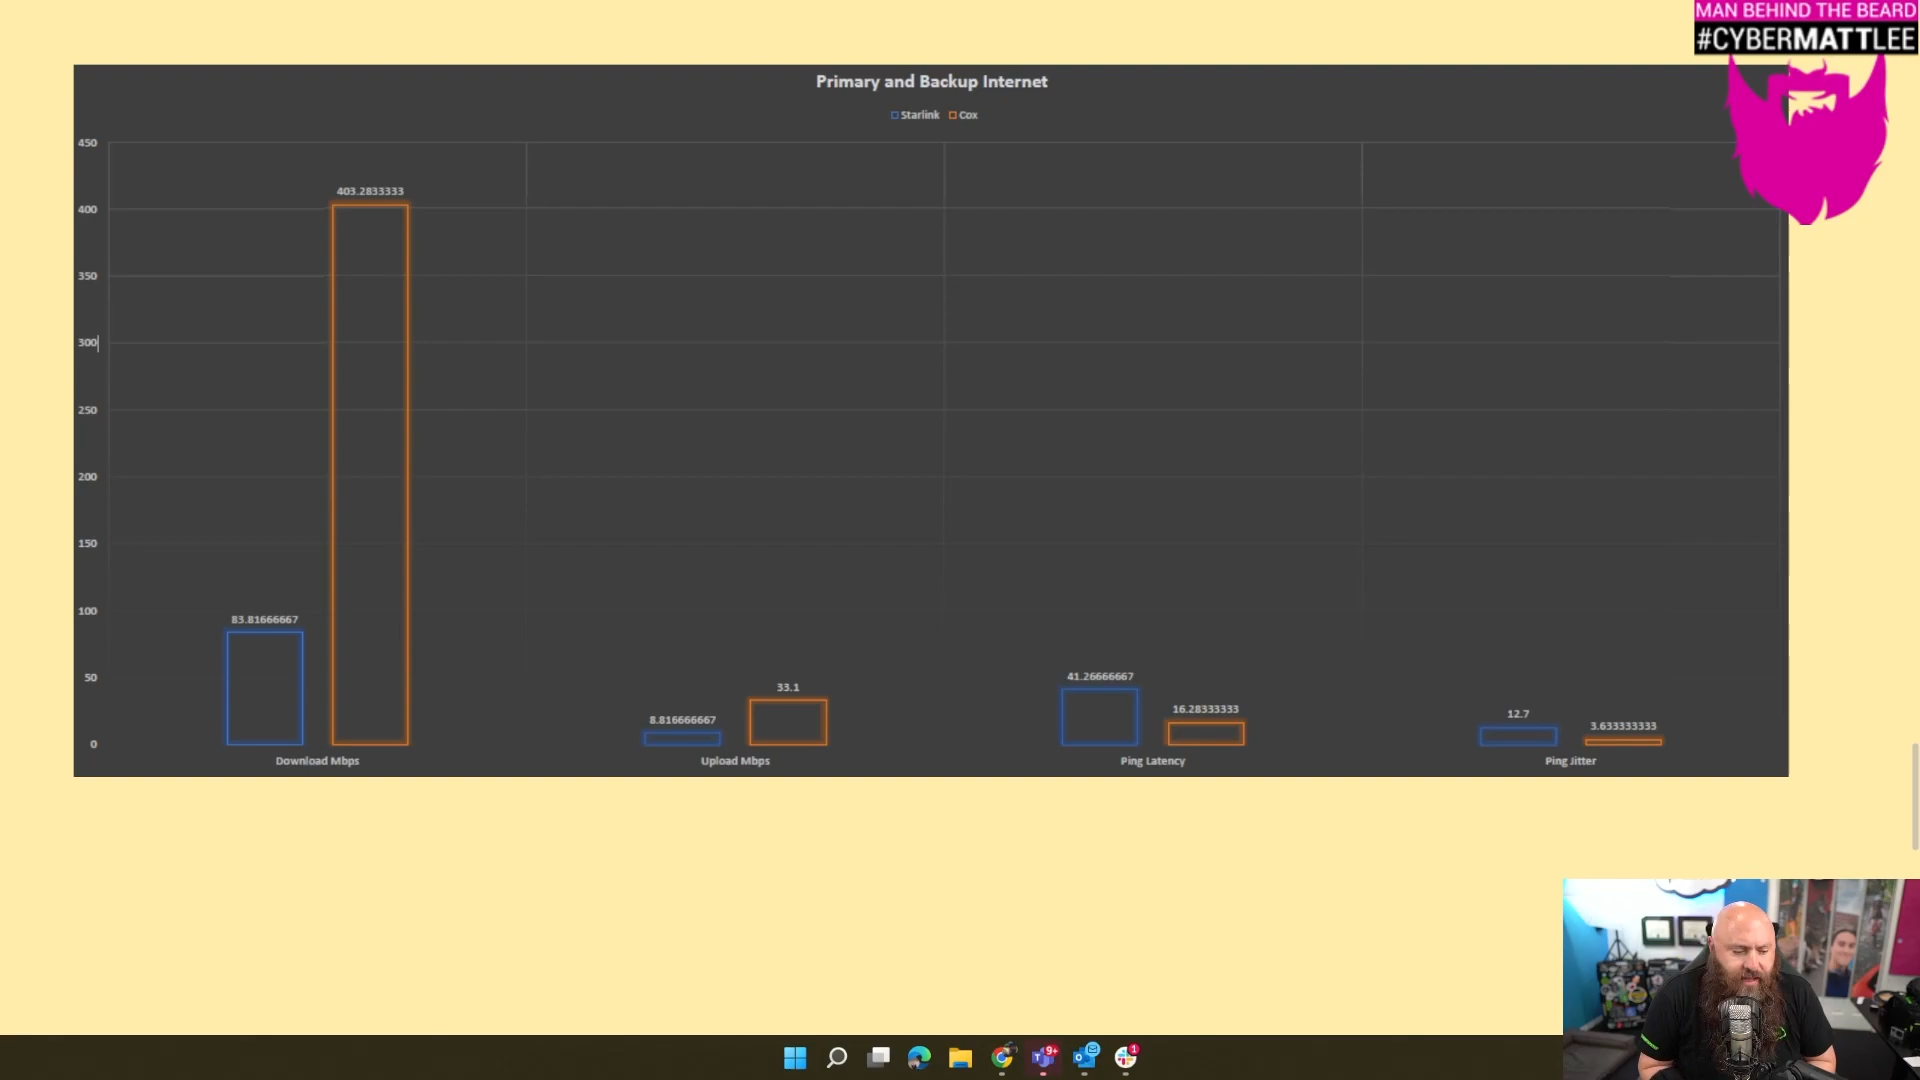 MAN BEHIND THE BEARD
#CYBERMATTLEE
Primary and Backup Internet
Starlink Cox
450
400
350
300
250
200
150
100
50
0
403.2833333
83.81666667
8.816666667
33.1
41.26666667
16.28333333
12.7
3.633333333
Download Mbps
Upload Mbps
Ping Latency
Ping Jitter
9+
1